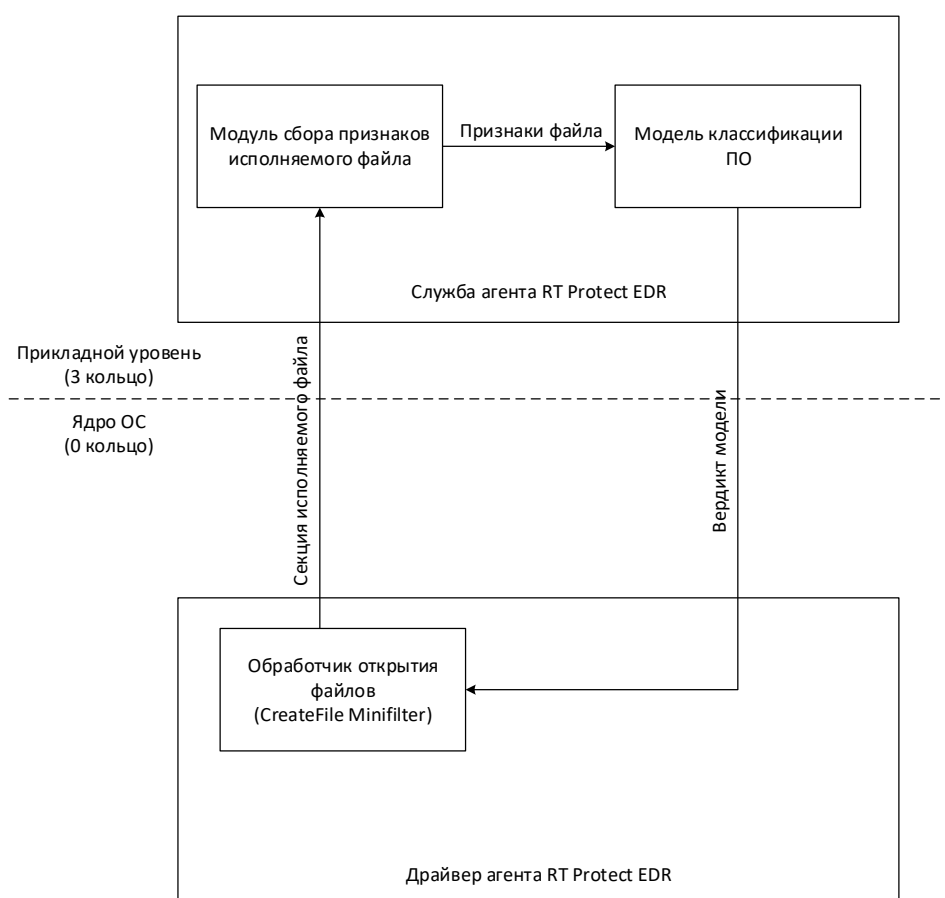 Модуль сбора признаков
исполняемого файла
Признаки файла
Модель классификации
ПО
Служба агента RT Protect EDR
Прикладной уровень
(3 кольцо)
Ядро ОС
(0 кольцо)
Секция исполняемого файла
Вердикт модели
Обработчик открытия
файлов
(CreateFile Minifilter)
Драйвер агента RT Protect EDR